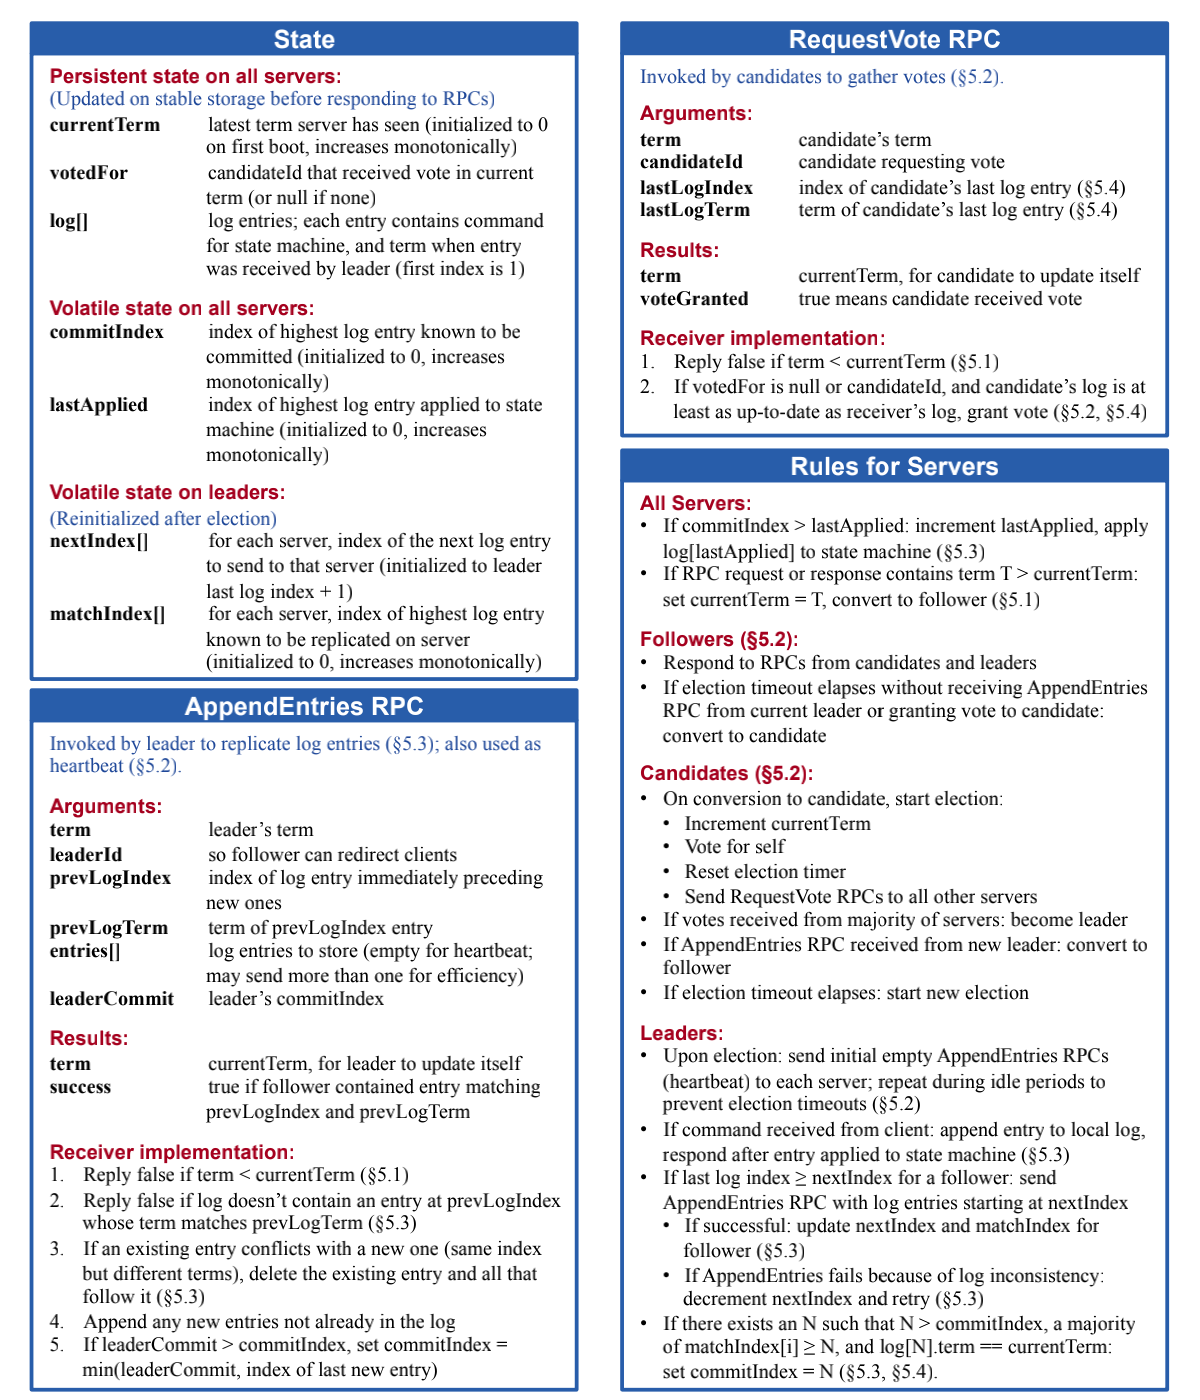 State
Persistent state on all servers:
(Updated on stable storage before responding to RPCs)
currentTerm latest term server has seen (initialized to 0
on first boot, increases monotonically)
votedFor candidateId that received vote in current
term (or null if none)
log[] log entries; each entry contains command
for state machine, and term when entry
was received by leader (first index is 1)
Volatile state on all servers:
commitIndex index of highest log entry known to be
committed (initialized to 0, increases
monotonically)
lastApplied index of highest log entry applied to state
machine (initialized to 0, increases
monotonically)
Volatile state on leaders:
(Reinitialized after election)
nextIndex[] for each server, index of the next log entry
to send to that server (initialized to leader
last log index + 1)
matchIndex[] for each server, index of highest log entry
known to be replicated on server
(initialized to 0, increases monotonically)
AppendEntries RPC
Invoked by leader to replicate log entries (§5.3); also used as
heartbeat (§5.2).
Arguments:
term leader’s term
leaderId so follower can redirect clients
prevLogIndex index of log entry immediately preceding
new ones
prevLogTerm term of prevLogIndex entry
entries[] log entries to store (empty for heartbeat;
may send more than one for efficiency)
leaderCommit leader’s commitIndex
Results:
term currentTerm, for leader to update itself
success true if follower contained entry matching
prevLogIndex and prevLogTerm
Receiver implementation:
1. Reply false if term < currentTerm (§5.1)
2. Reply false if log doesn’t contain an entry at prevLogIndex
whose term matches prevLogTerm (§5.3)
3. If an existing entry conflicts with a new one (same index
but different terms), delete the existing entry and all that
follow it (§5.3)
4. Append any new entries not already in the log
5. If leaderCommit > commitIndex, set commitIndex =
min(leaderCommit, index of last new entry)
RequestVote RPC
Invoked by candidates to gather votes (§5.2).
Arguments:
term candidate’s term
candidateId candidate requesting vote
lastLogIndex index of candidate’s last log entry (§5.4)
lastLogTerm term of candidate’s last log entry (§5.4)
Results:
term currentTerm, for candidate to update itself
voteGranted true means candidate received vote
Receiver implementation:
1. Reply false if term < currentTerm (§5.1)
2. If votedFor is null or candidateId, and candidate’s log is at
least as up-to-date as receiver’s log, grant vote (§5.2, §5.4)
Rules for Servers
All Servers:
• If commitIndex > lastApplied: increment lastApplied, apply
log[lastApplied] to state machine (§5.3)
• If RPC request or response contains term T > currentTerm:
set currentTerm = T, convert to follower (§5.1)
Followers (§5.2):
• Respond to RPCs from candidates and leaders
• If election timeout elapses without receiving AppendEntries
RPC from current leader or granting vote to candidate:
convert to candidate
Candidates (§5.2):
• On conversion to candidate, start election:
• Increment currentTerm
• Vote for self
• Reset election timer
• Send RequestVote RPCs to all other servers
• If votes received from majority of servers: become leader
• If AppendEntries RPC received from new leader: convert to
follower
• If election timeout elapses: start new election
Leaders:
• Upon election: send initial empty AppendEntries RPCs
(heartbeat) to each server; repeat during idle periods to
prevent election timeouts (§5.2)
• If command received from client: append entry to local log,
respond after entry applied to state machine (§5.3)
• If last log index ≥ nextIndex for a follower: send
AppendEntries RPC with log entries starting at nextIndex
• If successful: update nextIndex and matchIndex for
follower (§5.3)
• If AppendEntries fails because of log inconsistency:
decrement nextIndex and retry (§5.3)
• If there exists an N such that N > commitIndex, a majority
of matchIndex[i] ≥ N, and log[N].term == currentTerm:
set commitIndex = N (§5.3, §5.4).